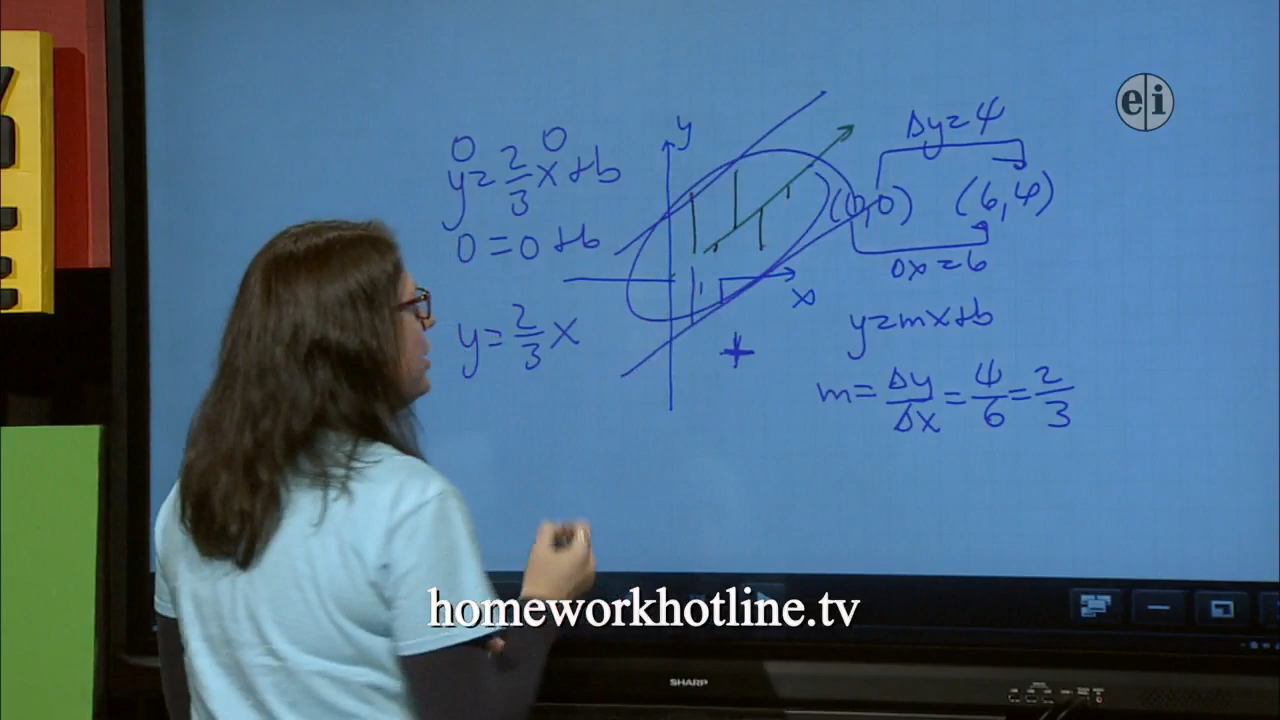 e i
Δy=4
0 0
y=2/3x+b
y
(0,0) (6,4)
0=0+b
Δx=6
x
y=mx+b
y=2/3x
m=Δy/Δx=4/6=2/3
homeworkhotline.tv
SHARP